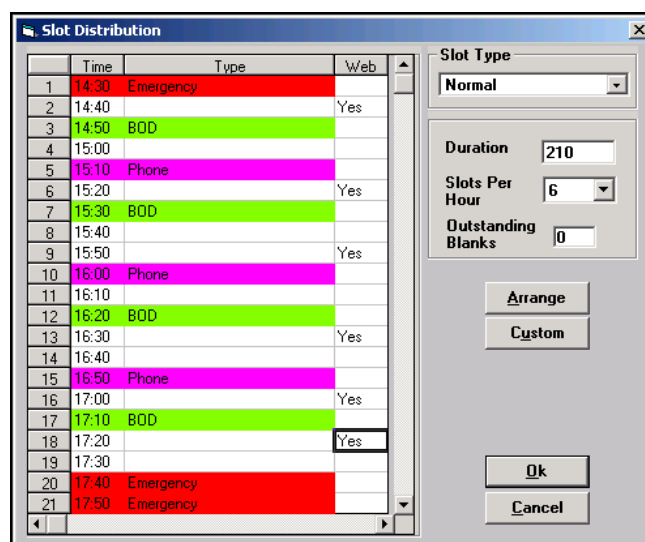 Slot Distribution
Time Type Web
1 14:30 Emergency
2 14:40 Yes
3 14:50 BOD
4 15:00
5 15:10 Phone
6 15:20 Yes
7 15:30 BOD
8 15:40
9 15:50 Yes
10 16:00 Phone
11 16:10
12 16:20 BOD
13 16:30 Yes
14 16:40
15 16:50 Phone
16 17:00 Yes
17 17:10 BOD
18 17:20 Yes
19 17:30
20 17:40 Emergency
21 17:50 Emergency
Slot Type
Normal
Duration 210
Slots Per Hour 6
Outstanding Blanks 0
Arrange
Custom
Ok
Cancel